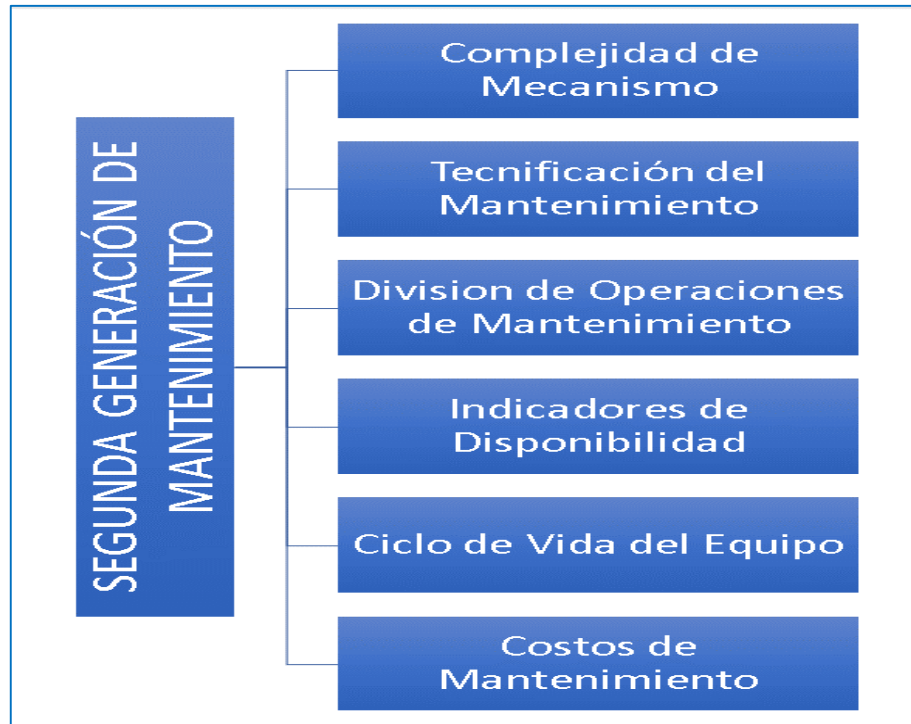 SEGUNDA GENERACIÓN DE
MANTENIMIENTO
Complejidad de
Mecanismo
Tecnificación del
Mantenimiento
Division de Operaciones
de Mantenimiento
Indicadores de
Disponibilidad
Ciclo de Vida del Equipo
Costos de
Mantenimiento